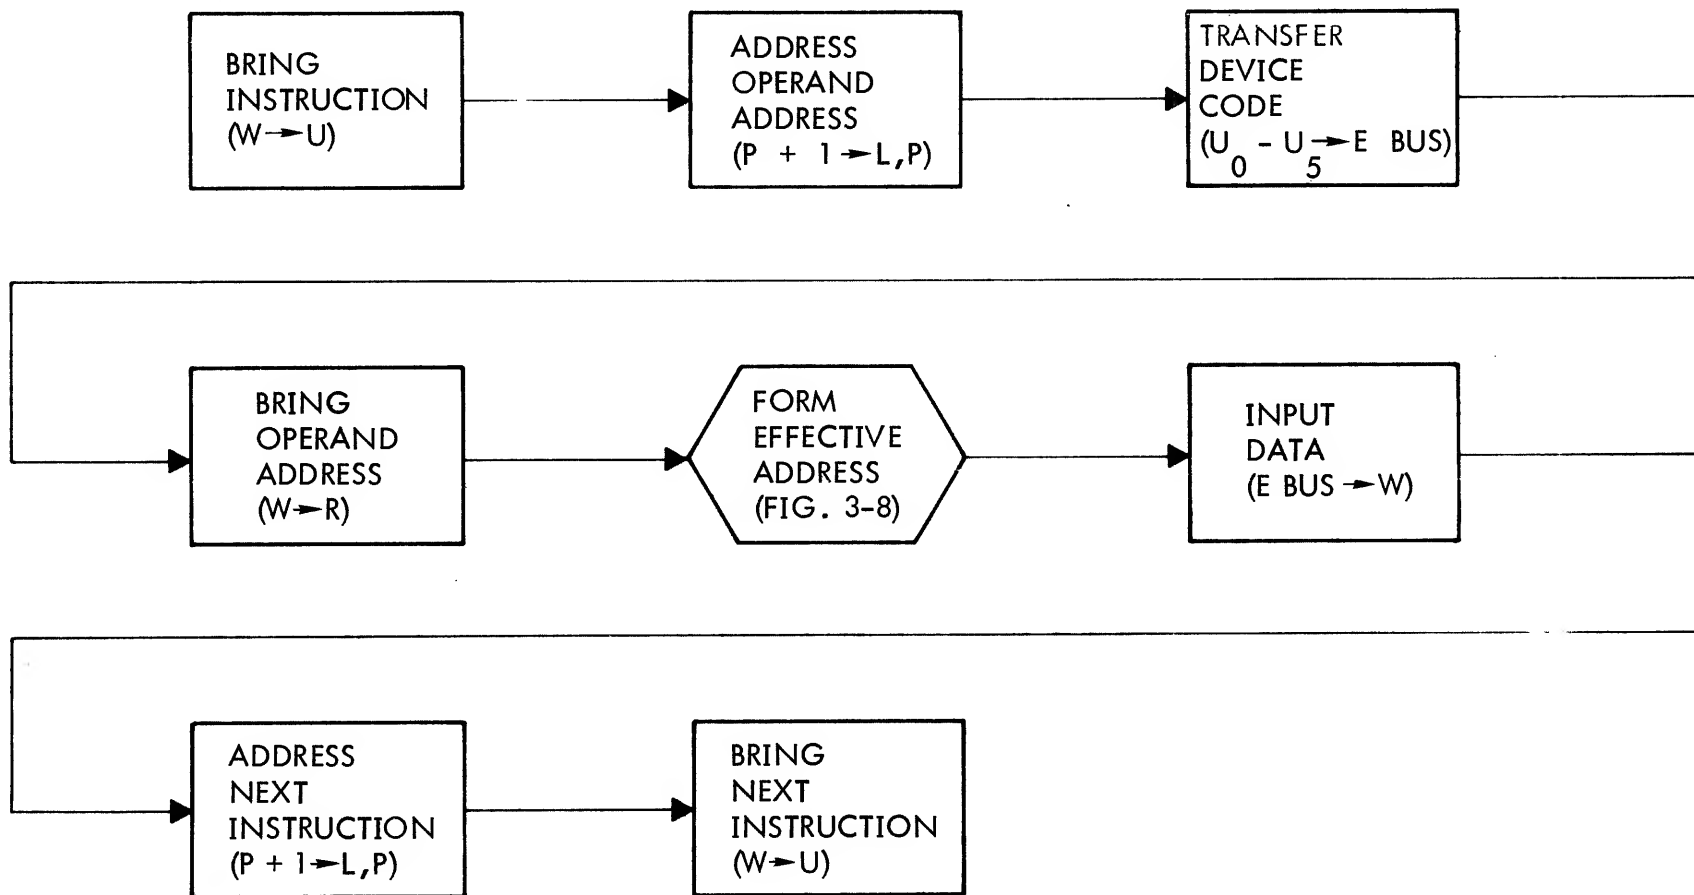 BRING
INSTRUCTION
(W→U)
ADDRESS
OPERAND
ADDRESS
(P + 1→L,P)
TRANSFER
DEVICE
CODE
(U₀ - U₅→E BUS)
BRING
OPERAND
ADDRESS
(W→R)
FORM
EFFECTIVE
ADDRESS
(FIG. 3-8)
INPUT
DATA
(E BUS→W)
ADDRESS
NEXT
INSTRUCTION
(P + 1→L,P)
BRING
NEXT
INSTRUCTION
(W→U)